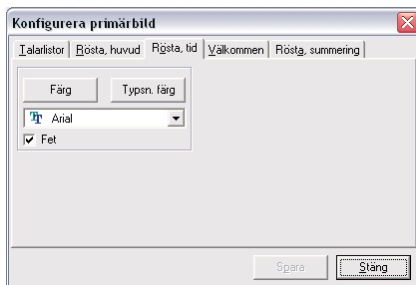 Konfigurera primärbild
Talarlistor Rösta, huvud Rösta, tid Välkommen Rösta, summering
Färg Typsn. färg
Arial
Fet
Spara Stäng